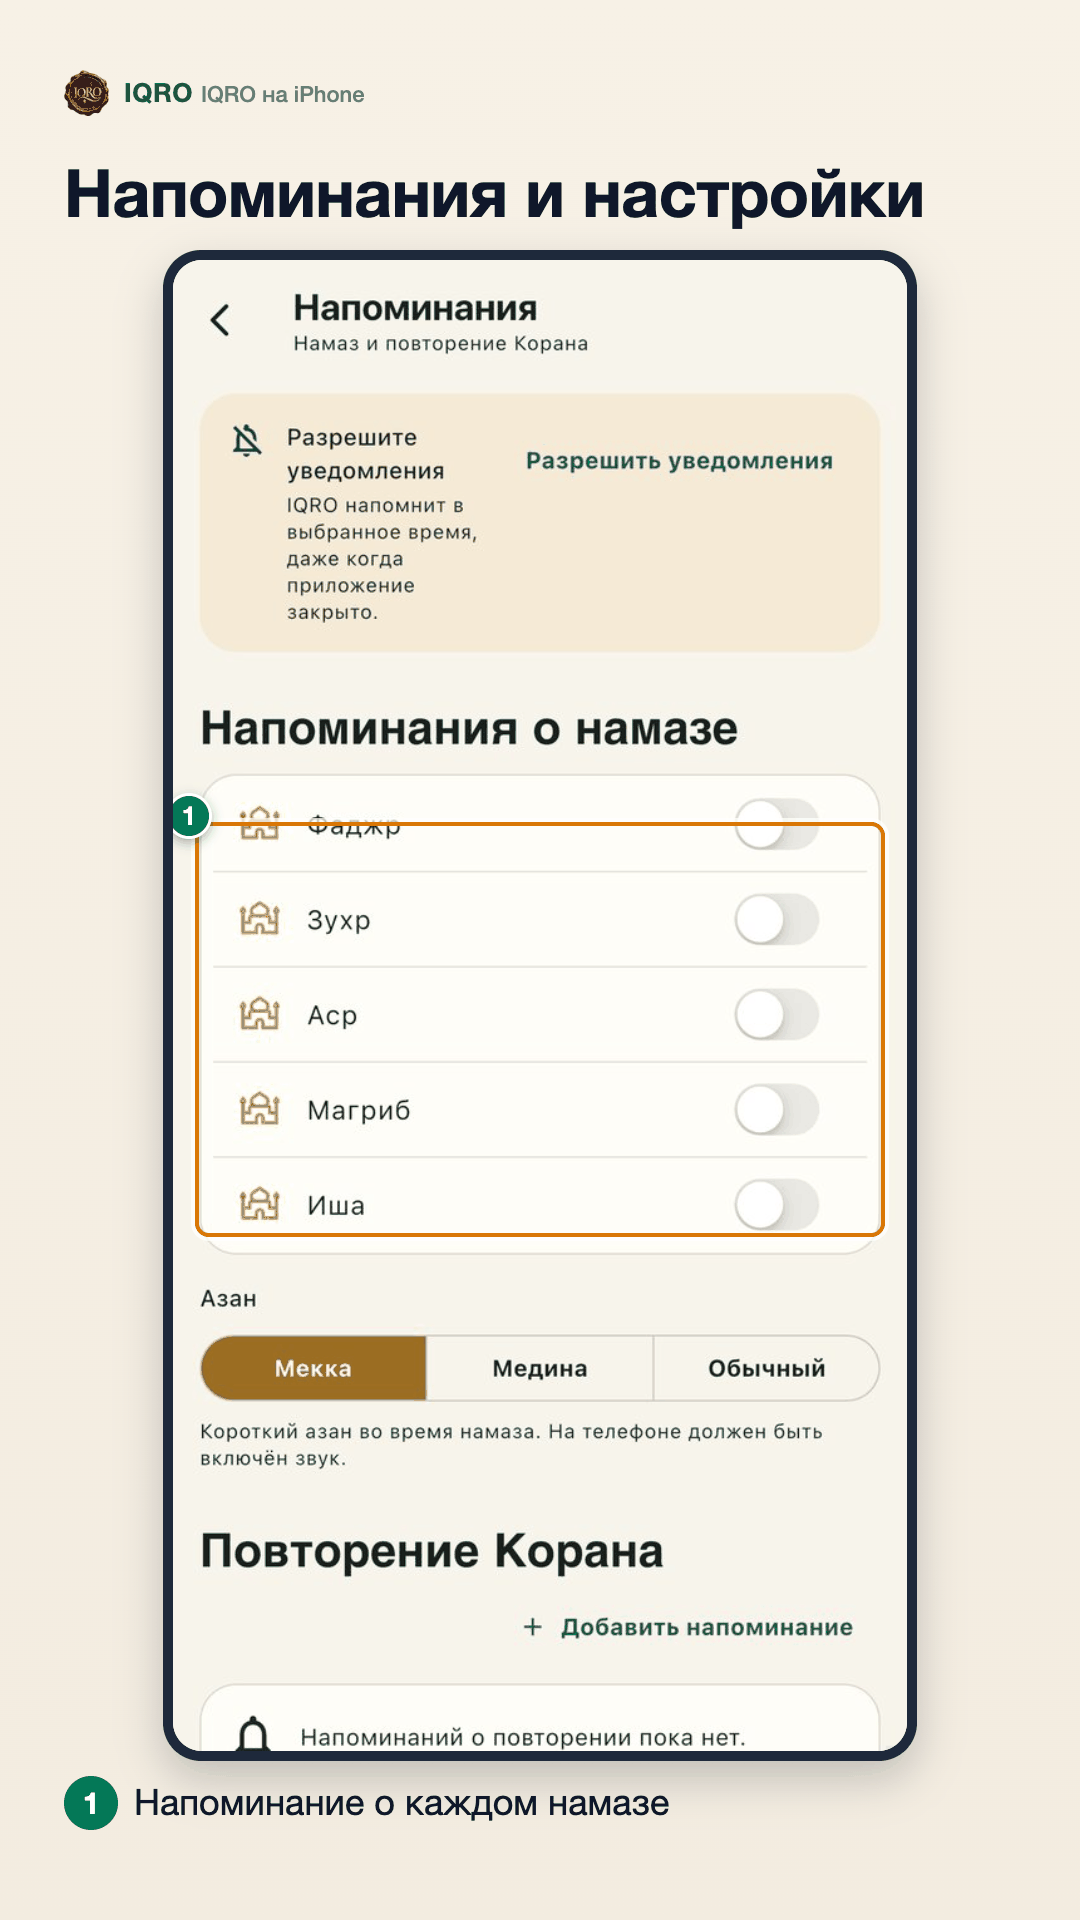 IQRO IQRO на iPhone
Напоминания и настройки
Напоминания
Намаз и повторение Корана
Разрешите
уведомления
Разрешить уведомления
IQRO напомнит в
выбранное время,
даже когда
приложение
закрыто.
Напоминания о намазе
1
Фаджр
Зухр
Аср
Магриб
Иша
Азан
Мекка Медина Обычный
Короткий азан во время намаза. На телефоне должен быть
включён звук.
Повторение Корана
+ Добавить напоминание
Напоминаний о повторении пока нет.
1 Напоминание о каждом намазе